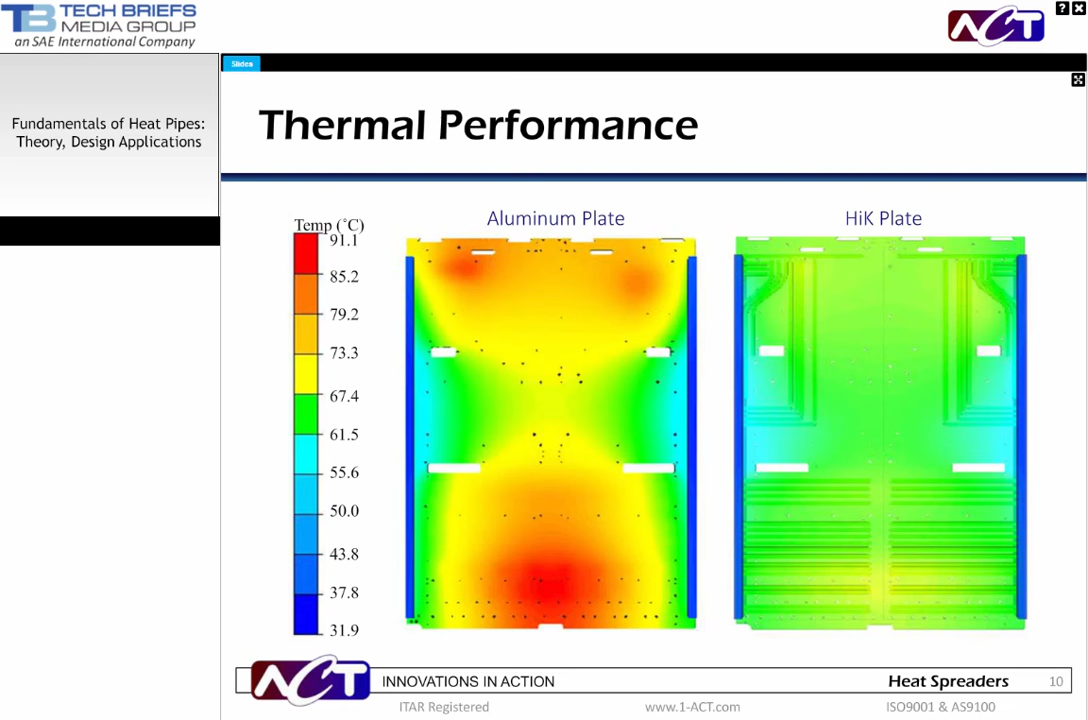 TECH BRIEFS
MEDIA GROUP
an SAE International Company
ACT
Fundamentals of Heat Pipes:
Theory, Design Applications
Slides
Thermal Performance
Temp (˚C)
91.1
85.2
79.2
73.3
67.4
61.5
55.6
50.0
43.8
37.8
31.9
Aluminum Plate
HiK Plate
ACT
INNOVATIONS IN ACTION
Heat Spreaders
10
ITAR Registered
www.1-ACT.com
ISO9001 & AS9100